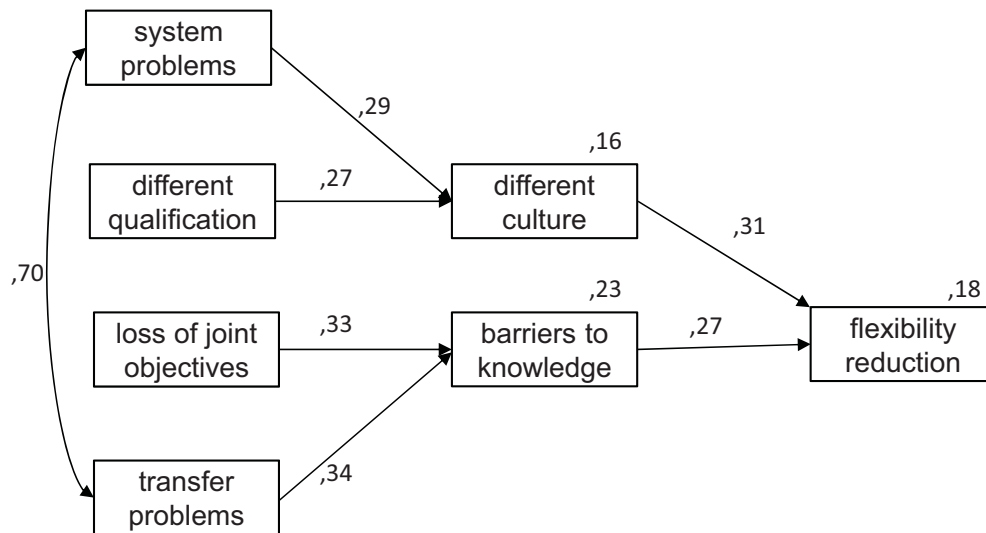 system
problems
,29
,16
different
qualification
,27
different
culture
,31
,70
,23
,18
loss of joint
objectives
,33
barriers to
knowledge
,27
flexibility
reduction
,34
transfer
problems